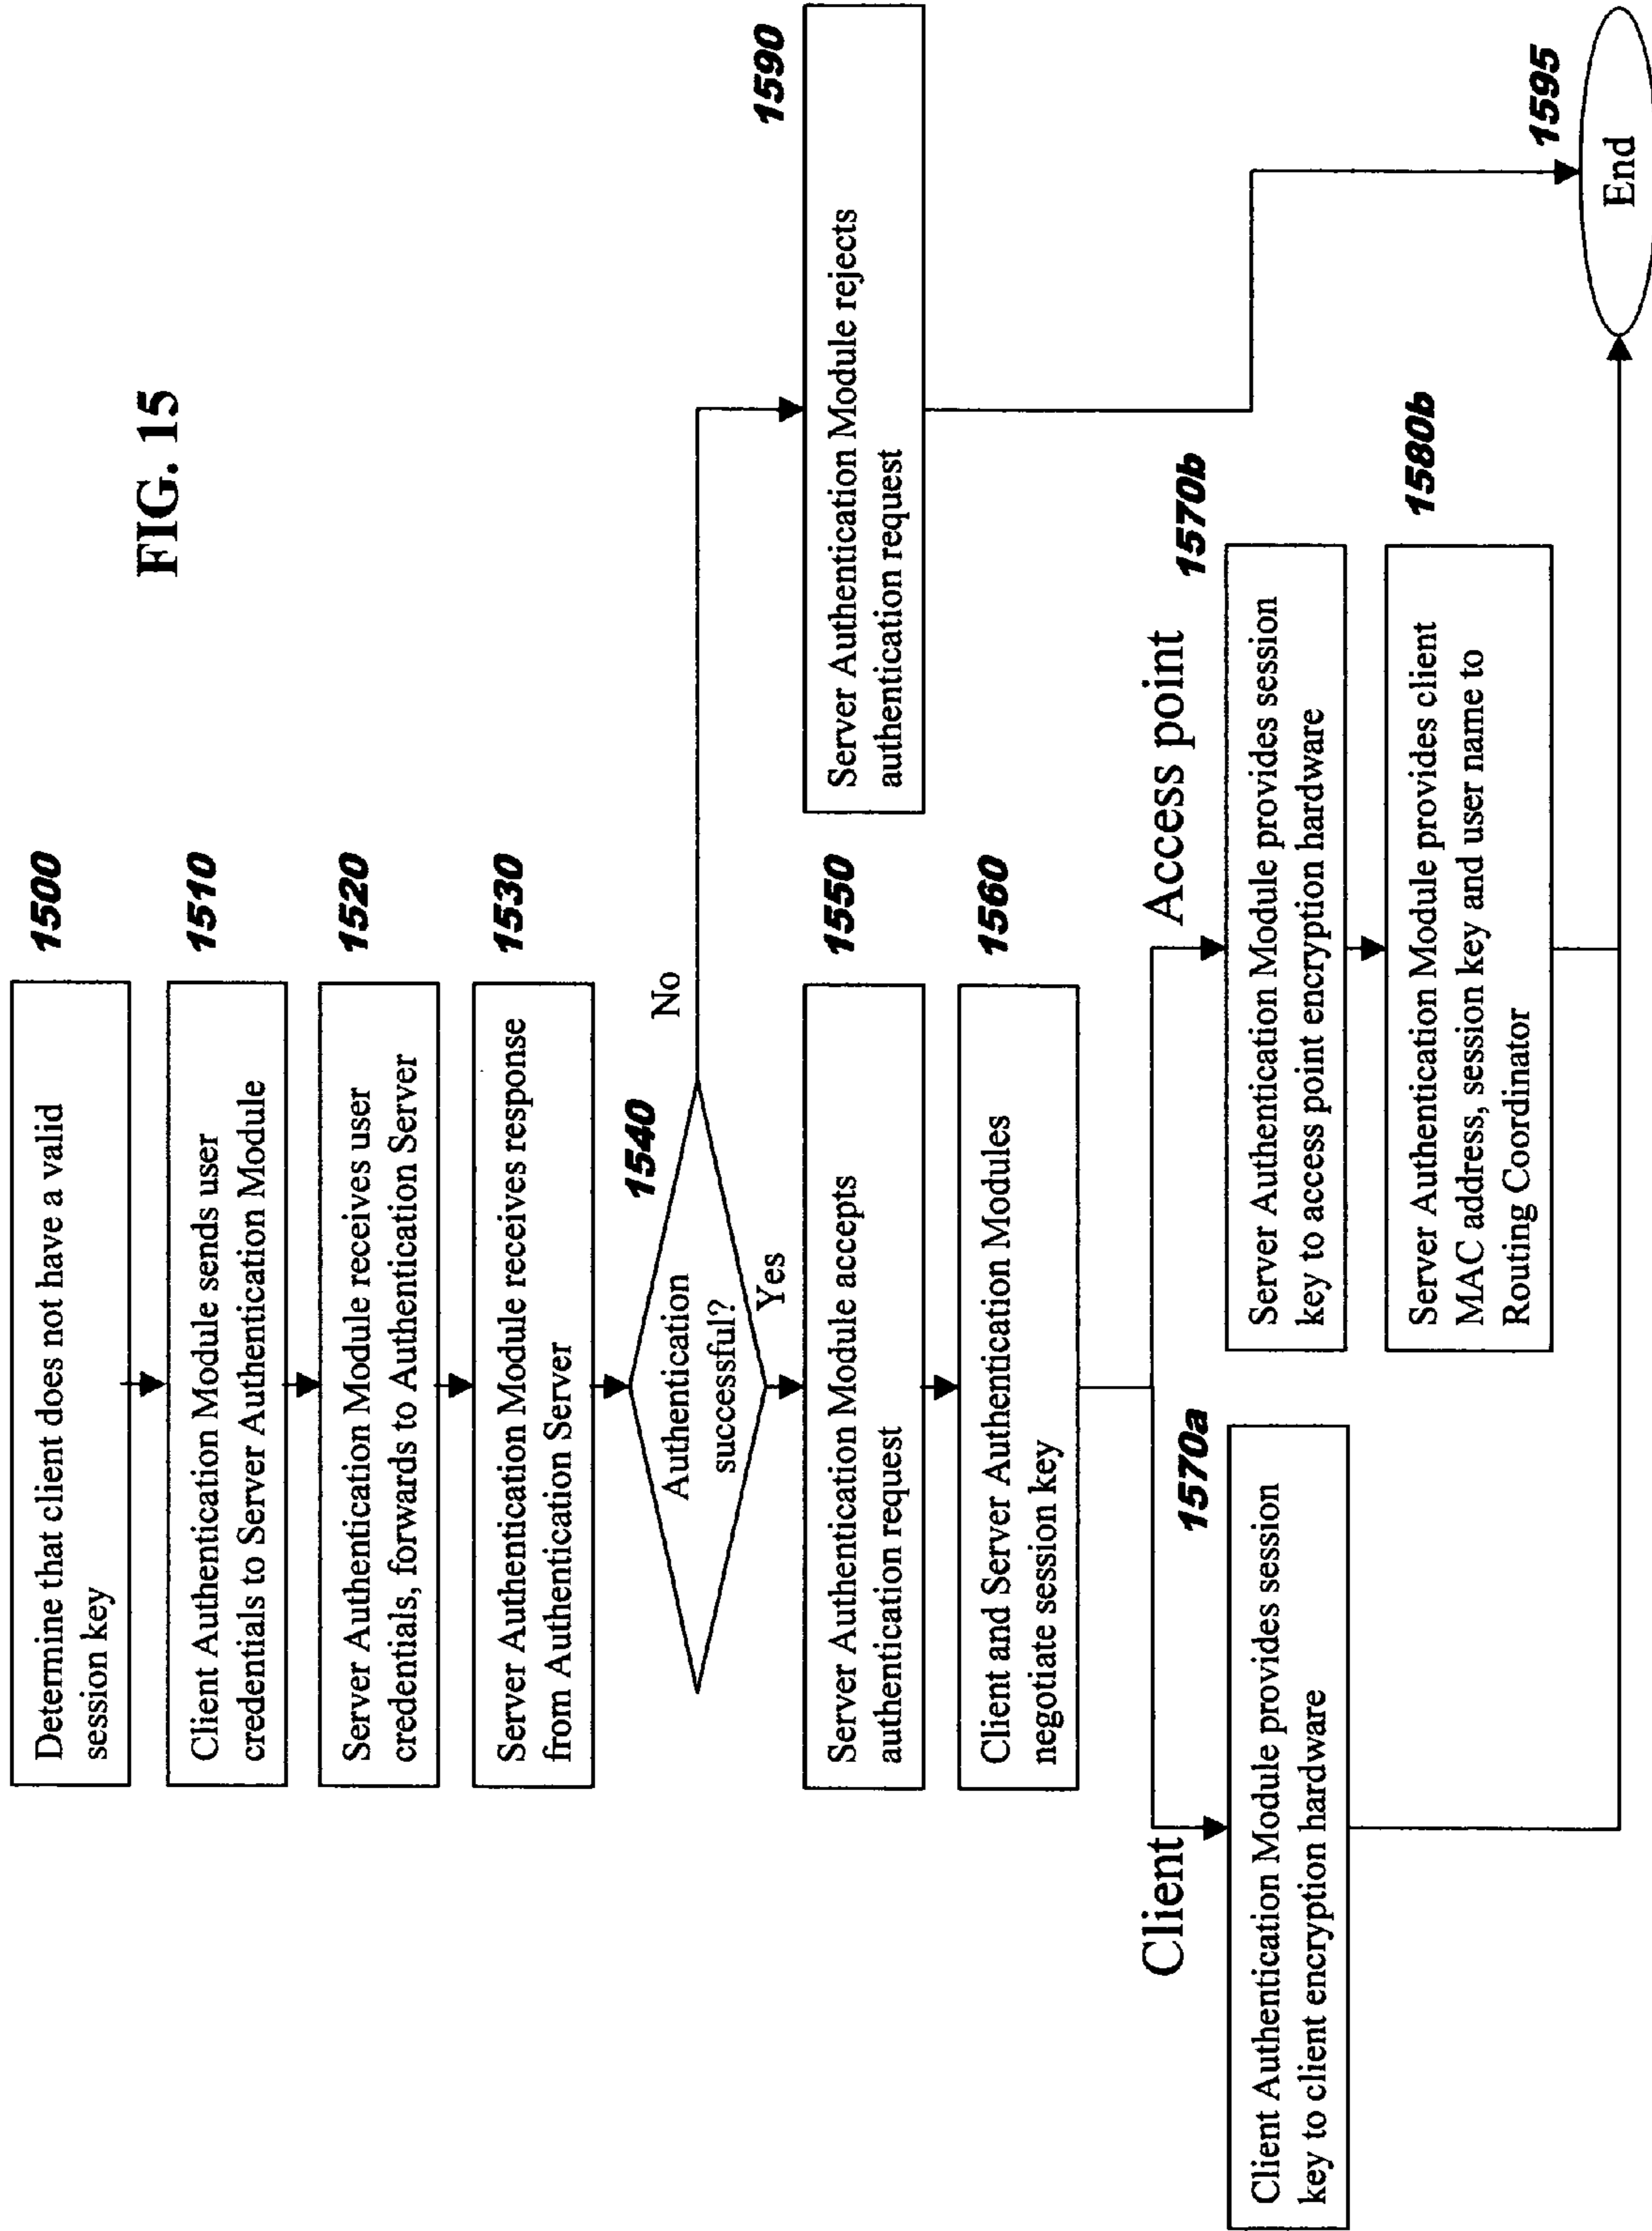 FIG. 15
1500
Determine that client does not have a valid
session key
1510
Client Authentication Module sends user
credentials to Server Authentication Module
1520
Server Authentication Module receives user
credentials, forwards to Authentication Server
1530
Server Authentication Module receives response
from Authentication Server
1540
Authentication
successful?
No
Yes
1590
Server Authentication Module rejects
authentication request
1550
Server Authentication Module accepts
authentication request
1560
Client and Server Authentication Modules
negotiate session key
Client
Access point
1570a
Client Authentication Module provides session
key to client encryption hardware
1570b
Server Authentication Module provides session
key to access point encryption hardware
1580b
Server Authentication Module provides client
MAC address, session key and user name to
Routing Coordinator
1595
End